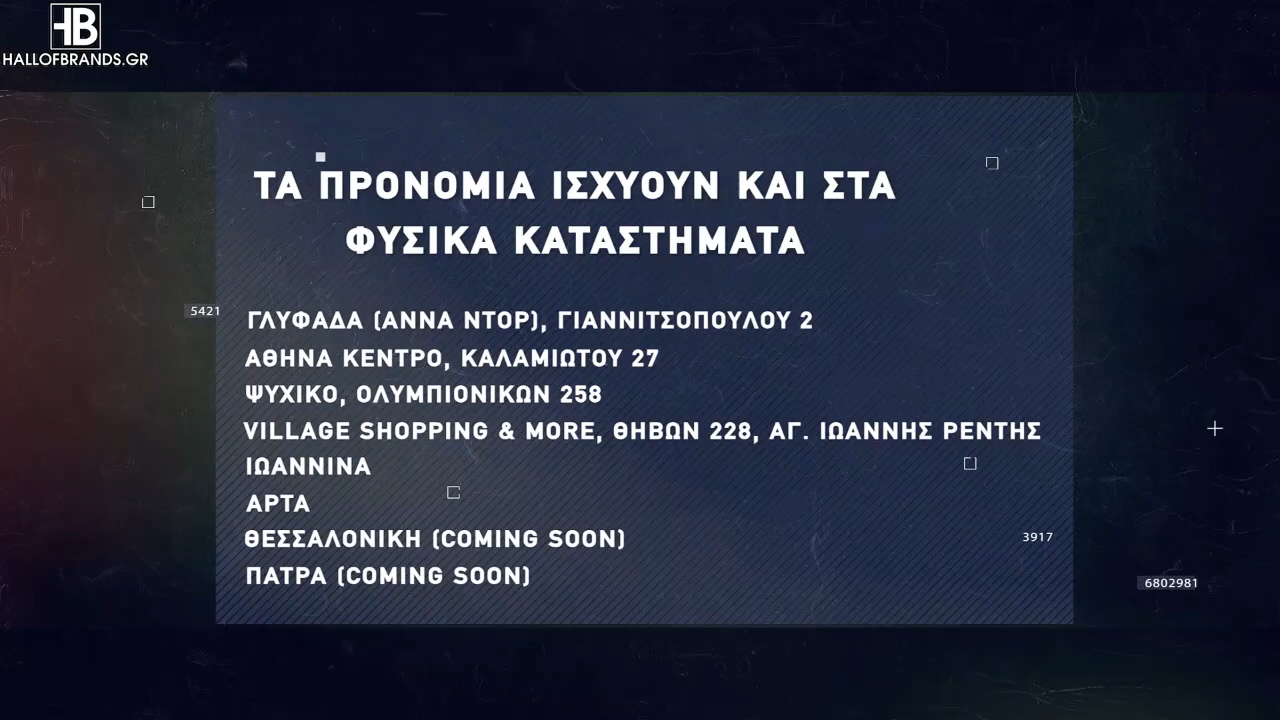 HB
HALLOFBRANDS.GR
ΤΑ ΠΡΟΝΟΜΙΑ ΙΣΧΥΟΥΝ ΚΑΙ ΣΤΑ
ΦΥΣΙΚΑ ΚΑΤΑΣΤΗΜΑΤΑ
5421
ΓΛΥΦΑΔΑ (ΑΝΝΑ ΝΤΟΡ), ΓΙΑΝΝΙΤΣΟΠΟΥΛΟΥ 2
ΑΘΗΝΑ ΚΕΝΤΡΟ, ΚΑΛΑΜΙΩΤΟΥ 27
ΨΥΧΙΚΟ, ΟΛΥΜΠΙΟΝΙΚΩΝ 258
VILLAGE SHOPPING & MORE, ΘΗΒΩΝ 228, ΑΓ. ΙΩΑΝΝΗΣ ΡΕΝΤΗΣ
ΙΩΑΝΝΙΝΑ
ΑΡΤΑ
ΘΕΣΣΑΛΟΝΙΚΗ (COMING SOON)
3917
ΠΑΤΡΑ (COMING SOON)
6802981